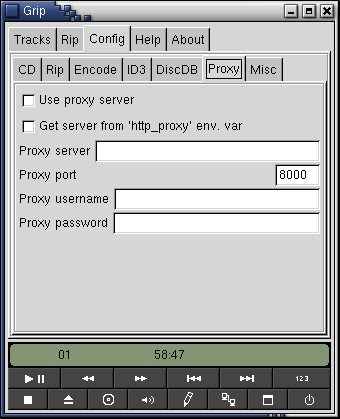 Grip
Tracks Rip Config Help About
CD Rip Encode ID3 DiscDB Proxy Misc
Use proxy server
Get server from 'http_proxy' env. var
Proxy server
Proxy port 8000
Proxy username
Proxy password
01 58:47
123